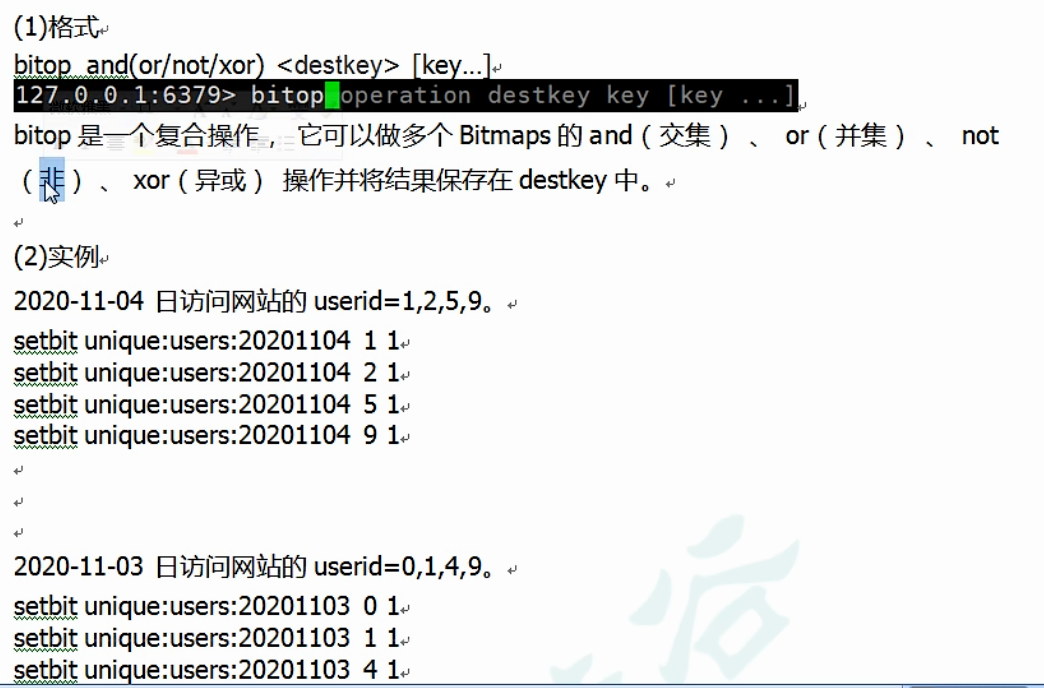 (1)格式
bitop and(or/not/xor) <destkey> [key…]
127.0.0.1:6379> bitop operation destkey key [key ...]
bitop 是一个复合操作， 它可以做多个 Bitmaps 的 and（交集）、 or（并集）、 not
（非）、 xor（异或） 操作并将结果保存在 destkey 中。
(2)实例
2020-11-04 日访问网站的 userid=1,2,5,9。
setbit unique:users:20201104 1 1
setbit unique:users:20201104 2 1
setbit unique:users:20201104 5 1
setbit unique:users:20201104 9 1
2020-11-03 日访问网站的 userid=0,1,4,9。
setbit unique:users:20201103 0 1
setbit unique:users:20201103 1 1
setbit unique:users:20201103 4 1